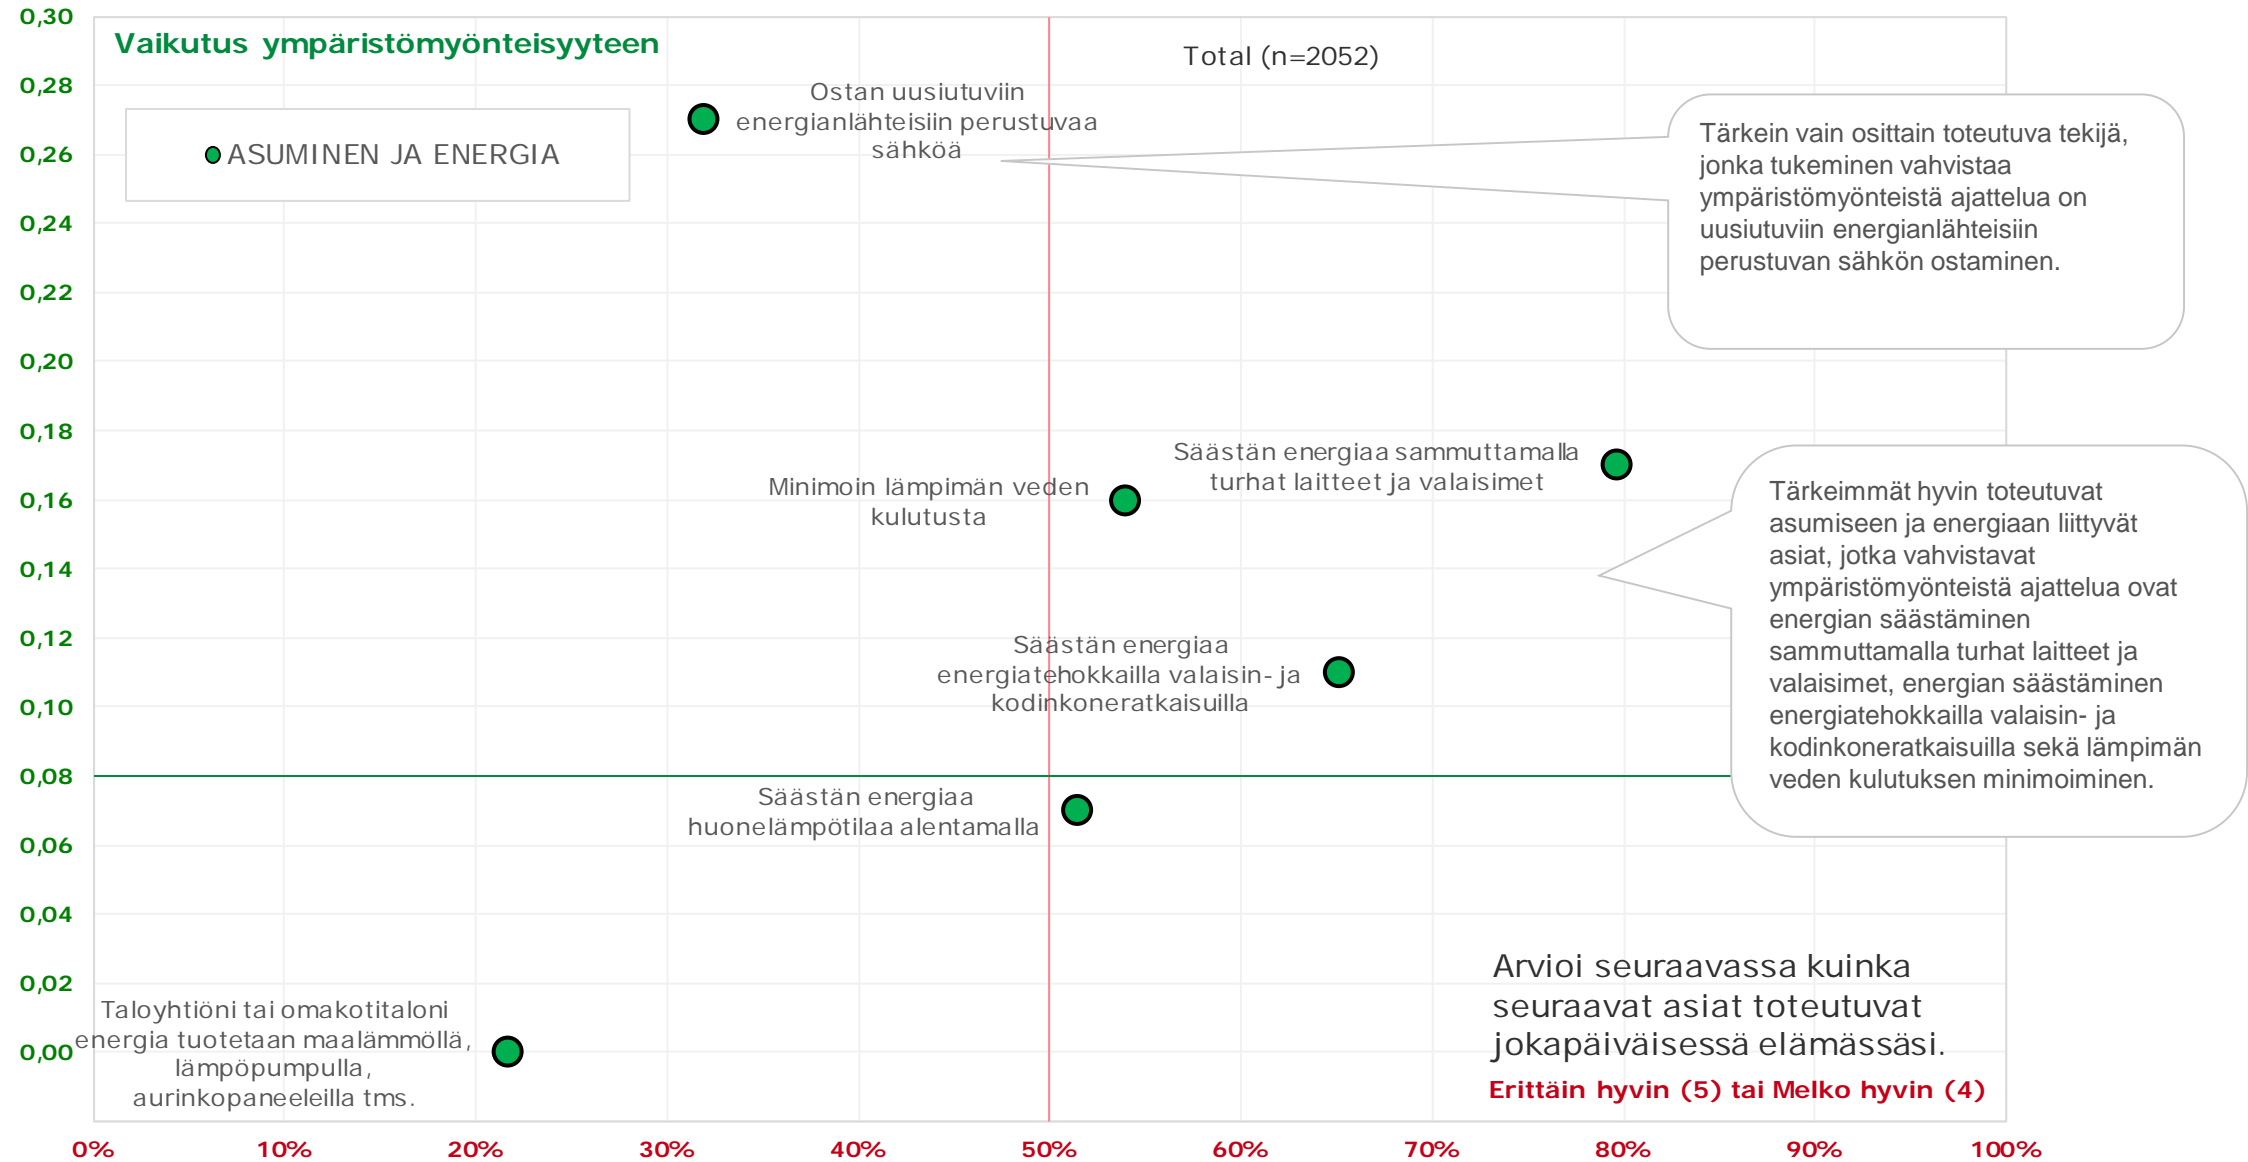 Vaikutus ympäristömyönteisyyteen
Total (n=2052)
ASUMINEN JA ENERGIA
0,30
0,28
0,26
0,24
0,22
0,20
0,18
0,16
0,14
0,12
0,10
0,08
0,06
0,04
0,02
0,00
Ostan uusiutuviin
energianlähteisiin perustuvaa
sähköä
Tärkein vain osittain toteutuva tekijä,
jonka tukeminen vahvistaa
ympäristömyönteistä ajattelua on
uusiutuviin energianlähteisiin
perustuvan sähkön ostaminen.
Säästän energiaa sammuttamalla
turhat laitteet ja valaisimet
Minimoin lämpimän veden
kulutusta
Tärkeimmät hyvin toteutuvat
asumiseen ja energiaan liittyvät
asiat, jotka vahvistavat
ympäristömyönteistä ajattelua ovat
energian säästäminen
sammuttamalla turhat laitteet ja
valaisimet, energian säästäminen
energiatehokkailla valaisin- ja
kodinkoneratkaisuilla sekä lämpimän
veden kulutuksen minimoiminen.
Säästän energiaa
energiatehokkailla valaisin- ja
kodinkoneratkaisuilla
Säästän energiaa
huonelämpötilaa alentamalla
Taloyhtiöni tai omakotitaloni
energia tuotetaan maalämmöllä,
lämpöpumpulla,
aurinkopaneeleilla tms.
Arvioi seuraavassa kuinka
seuraavat asiat toteutuvat
jokapäiväisessä elämässäsi.
Erittäin hyvin (5) tai Melko hyvin (4)
0% 10% 20% 30% 40% 50% 60% 70% 80% 90% 100%